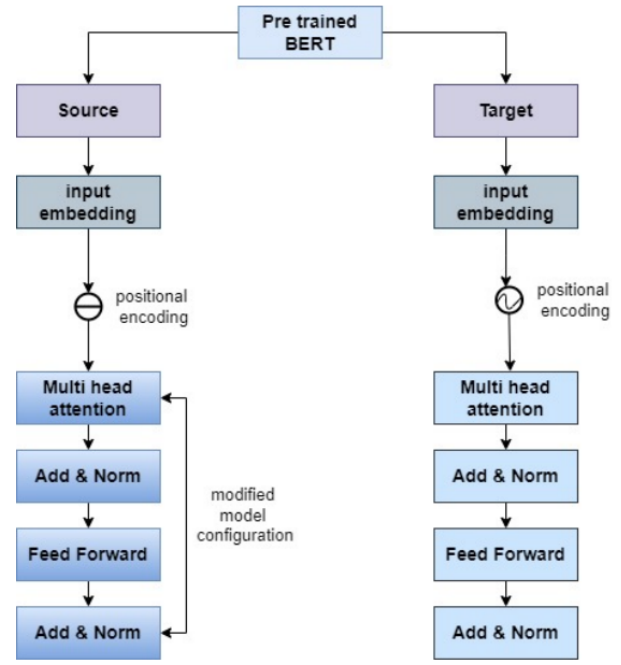 Pre trained
BERT
Source
Target
input
embedding
input
embedding
positional
encoding
positional
encoding
Multi head
attention
Multi head
attention
Add & Norm
Add & Norm
modified
model
configuration
Feed Forward
Feed Forward
Add & Norm
Add & Norm